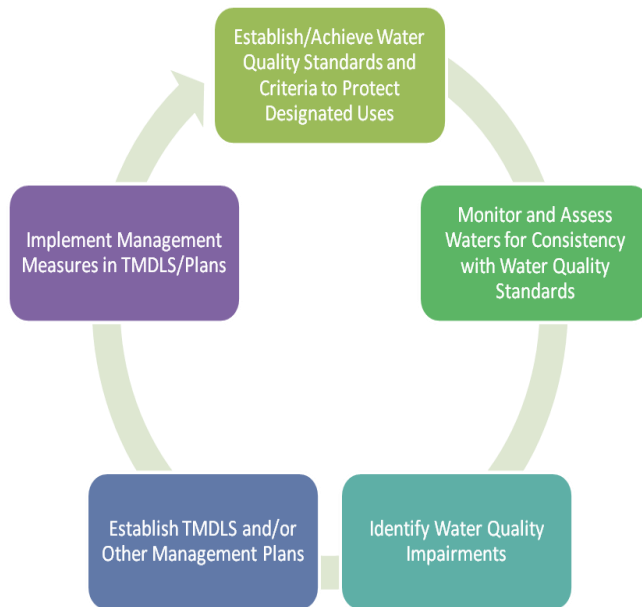 Establish/Achieve Water
Quality Standards and
Criteria to Protect
Designated Uses
Monitor and Assess
Waters for Consistency
with Water Quality
Standards
Identify Water Quality
Impairments
Establish TMDLS and/or
Other Management Plans
Implement Management
Measures in TMDLS/Plans